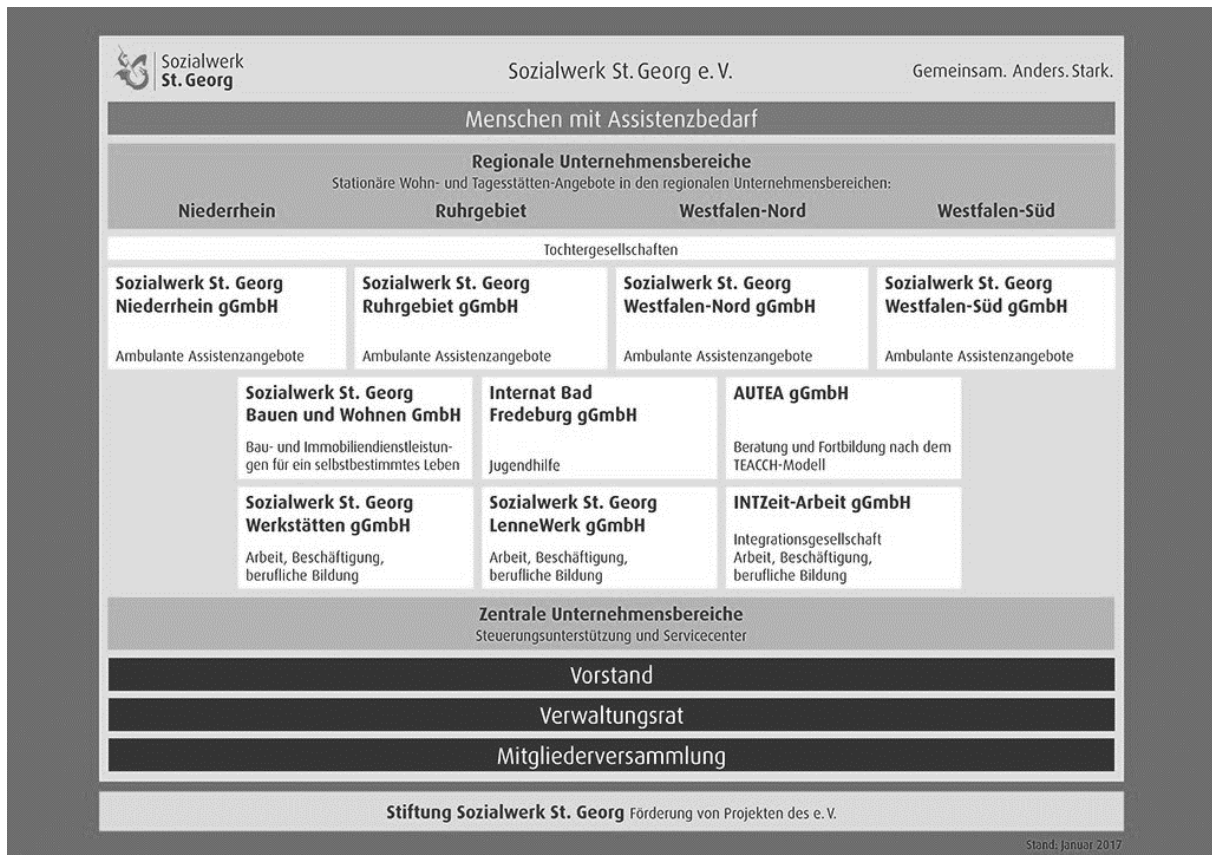 Sozialwerk
St. Georg
Sozialwerk St. Georg e. V.
Gemeinsam. Anders. Stark.
Menschen mit Assistenzbedarf
Regionale Unternehmensbereiche
Stationäre Wohn- und Tagesstätten-Angebote in den regionalen Unternehmensbereichen:
Niederrhein
Ruhrgebiet
Westfalen-Nord
Westfalen-Süd
Tochtergesellschaften
Sozialwerk St. Georg
Niederrhein gGmbH
Ambulante Assistenzangebote
Sozialwerk St. Georg
Ruhrgebiet gGmbH
Ambulante Assistenzangebote
Sozialwerk St. Georg
Westfalen-Nord gGmbH
Ambulante Assistenzangebote
Sozialwerk St. Georg
Westfalen-Süd gGmbH
Ambulante Assistenzangebote
Sozialwerk St. Georg
Bauen und Wohnen GmbH
Bau- und Immobiliendienstleistun-
gen für ein selbstbestimmtes Leben
Internat Bad
Fredeburg gGmbH
Jugendhilfe
AUTEA gGmbH
Beratung und Fortbildung nach dem
TEACCH-Modell
Sozialwerk St. Georg
Werkstätten gGmbH
Arbeit, Beschäftigung,
berufliche Bildung
Sozialwerk St. Georg
LenneWerk gGmbH
Arbeit, Beschäftigung,
berufliche Bildung
INTZeit-Arbeit gGmbH
Integrationsgesellschaft
Arbeit, Beschäftigung,
berufliche Bildung
Zentrale Unternehmensbereiche
Steuerungsunterstützung und Servicecenter
Vorstand
Verwaltungsrat
Mitgliederversammlung
Stiftung Sozialwerk St. Georg Förderung von Projekten des e. V.
Stand: Januar 2017